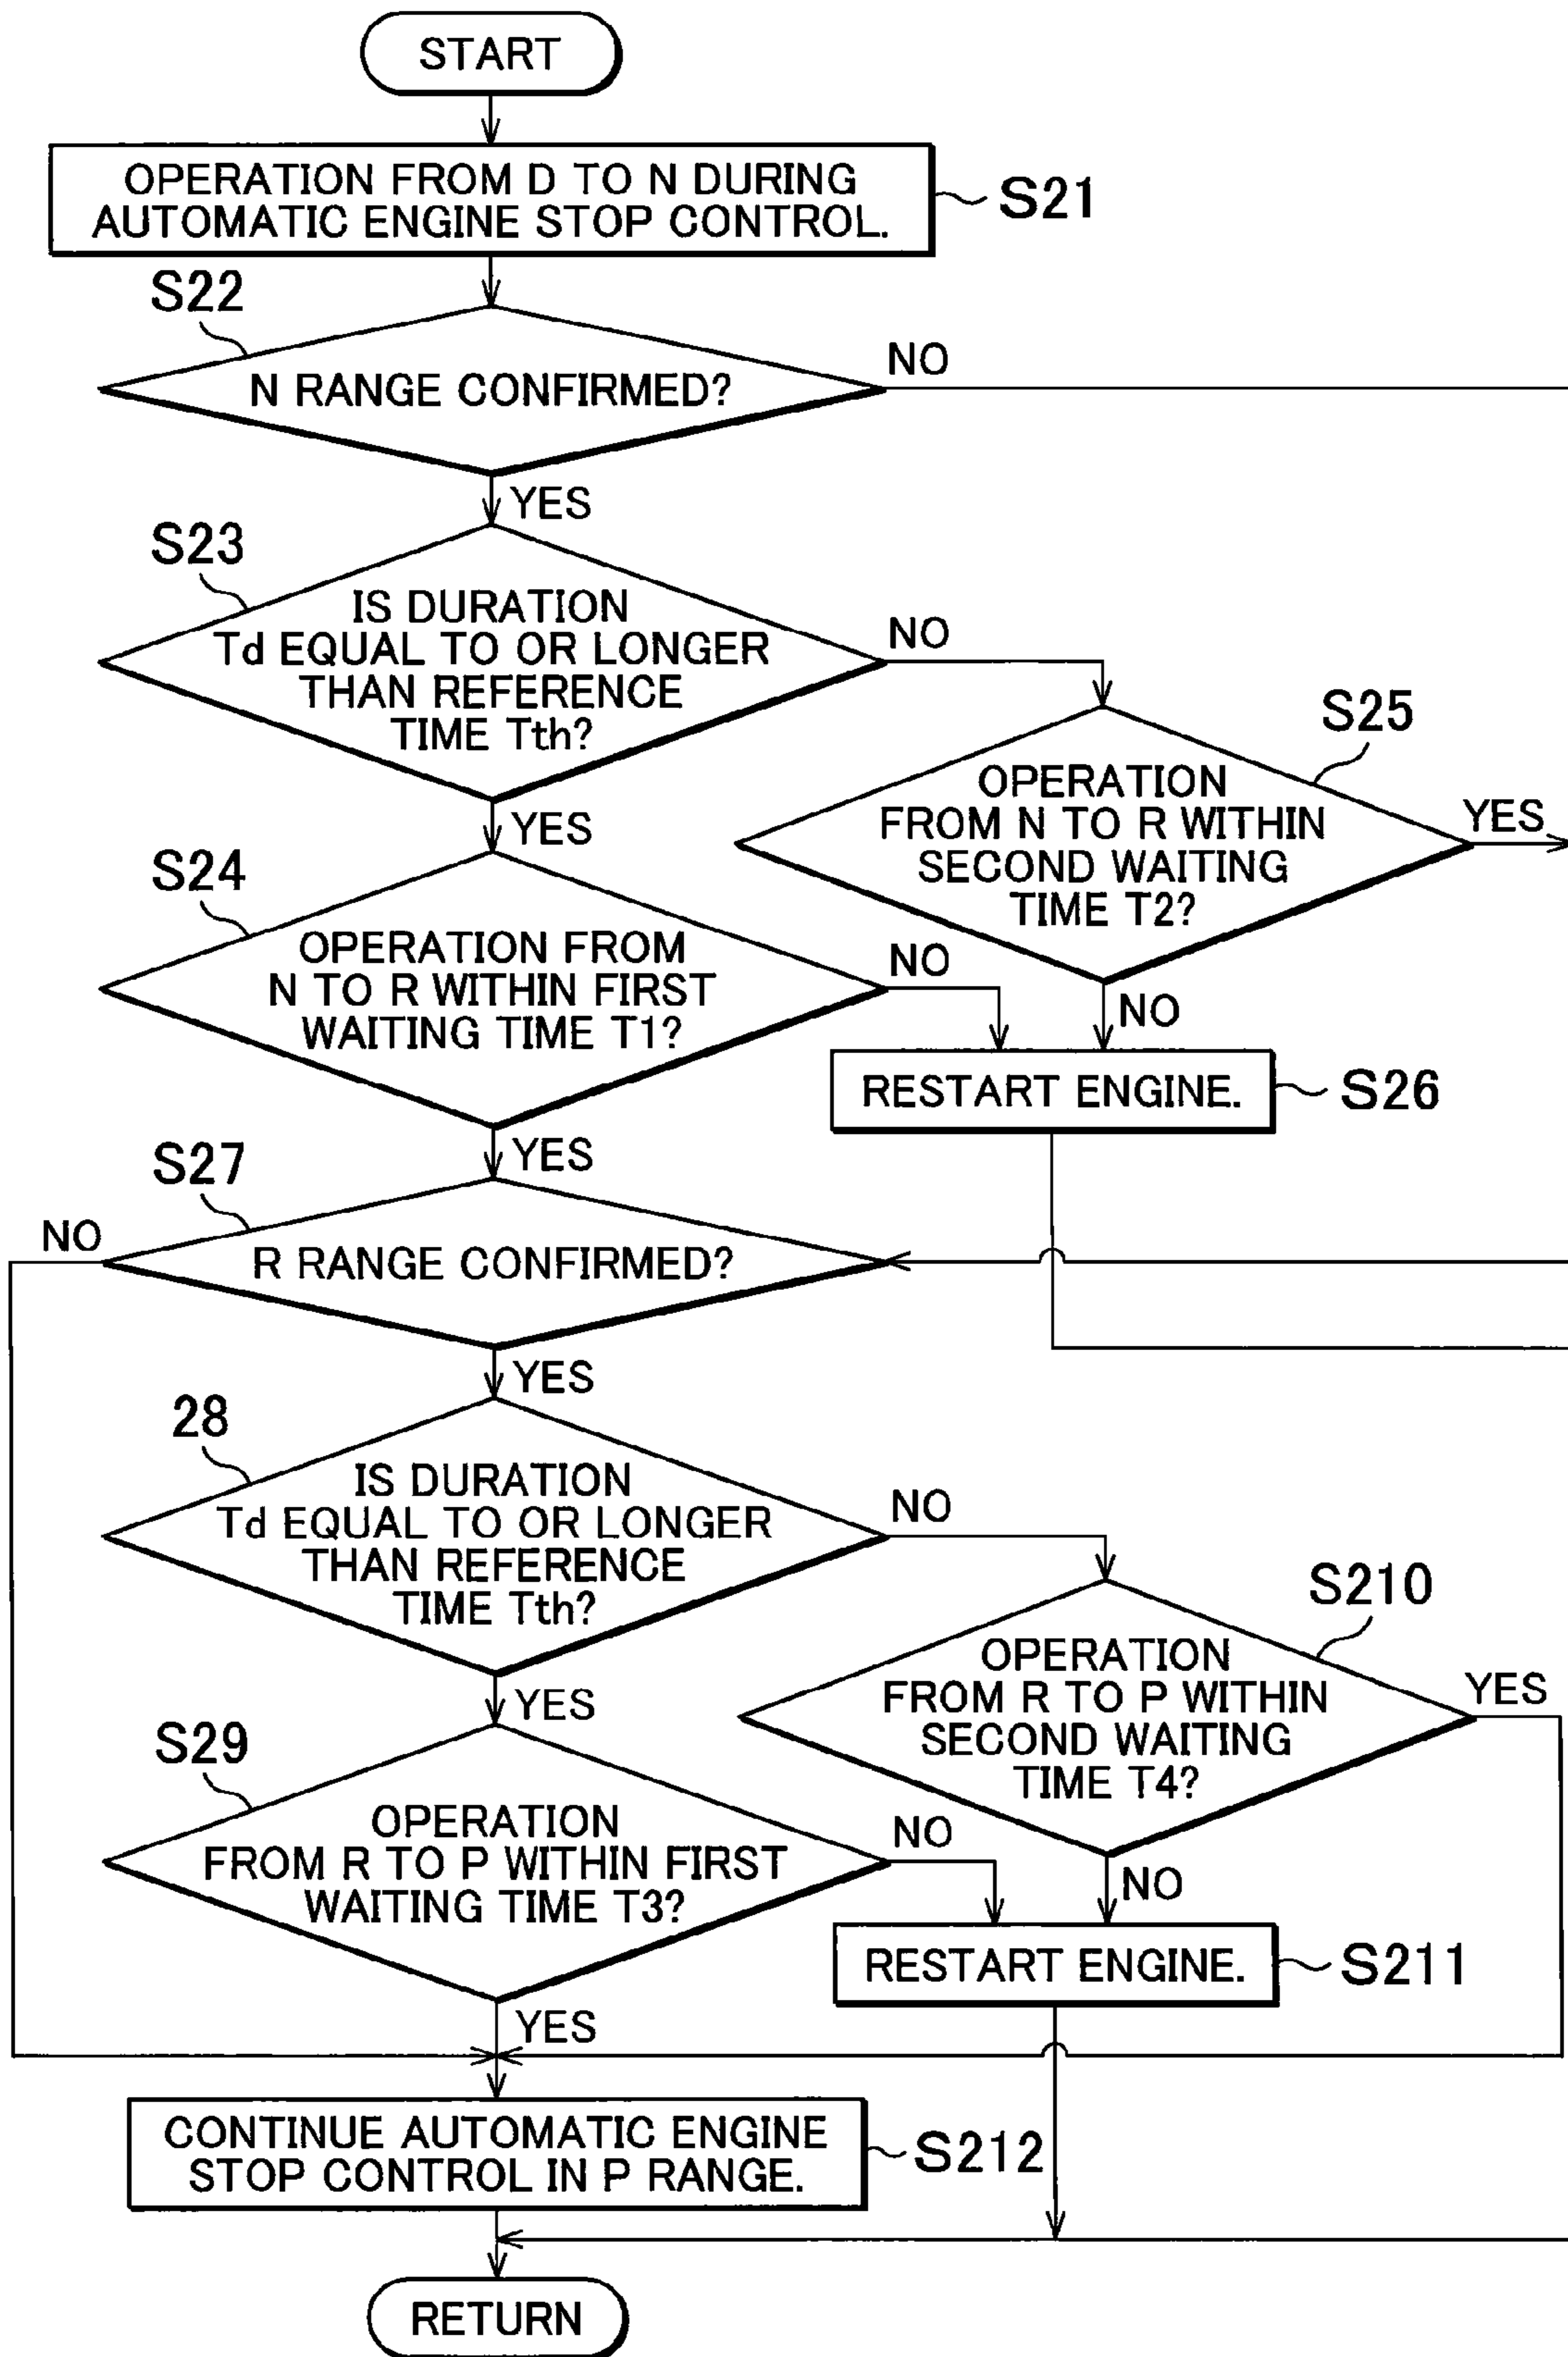 START
OPERATION FROM D TO N DURING
AUTOMATIC ENGINE STOP CONTROL.
S21
S22
N RANGE CONFIRMED?
NO
YES
S23
IS DURATION
Td EQUAL TO OR LONGER
THAN REFERENCE
TIME Tth?
NO
YES
S25
OPERATION
FROM N TO R WITHIN
SECOND WAITING
TIME T2?
YES
NO
S24
OPERATION FROM
N TO R WITHIN FIRST
WAITING TIME T1?
NO
YES
RESTART ENGINE.
S26
S27
NO
R RANGE CONFIRMED?
YES
28
IS DURATION
Td EQUAL TO OR LONGER
THAN REFERENCE
TIME Tth?
NO
YES
S210
OPERATION
FROM R TO P WITHIN
SECOND WAITING
TIME T4?
YES
NO
S29
OPERATION
FROM R TO P WITHIN FIRST
WAITING TIME T3?
NO
YES
RESTART ENGINE.
S211
CONTINUE AUTOMATIC ENGINE
STOP CONTROL IN P RANGE.
S212
RETURN